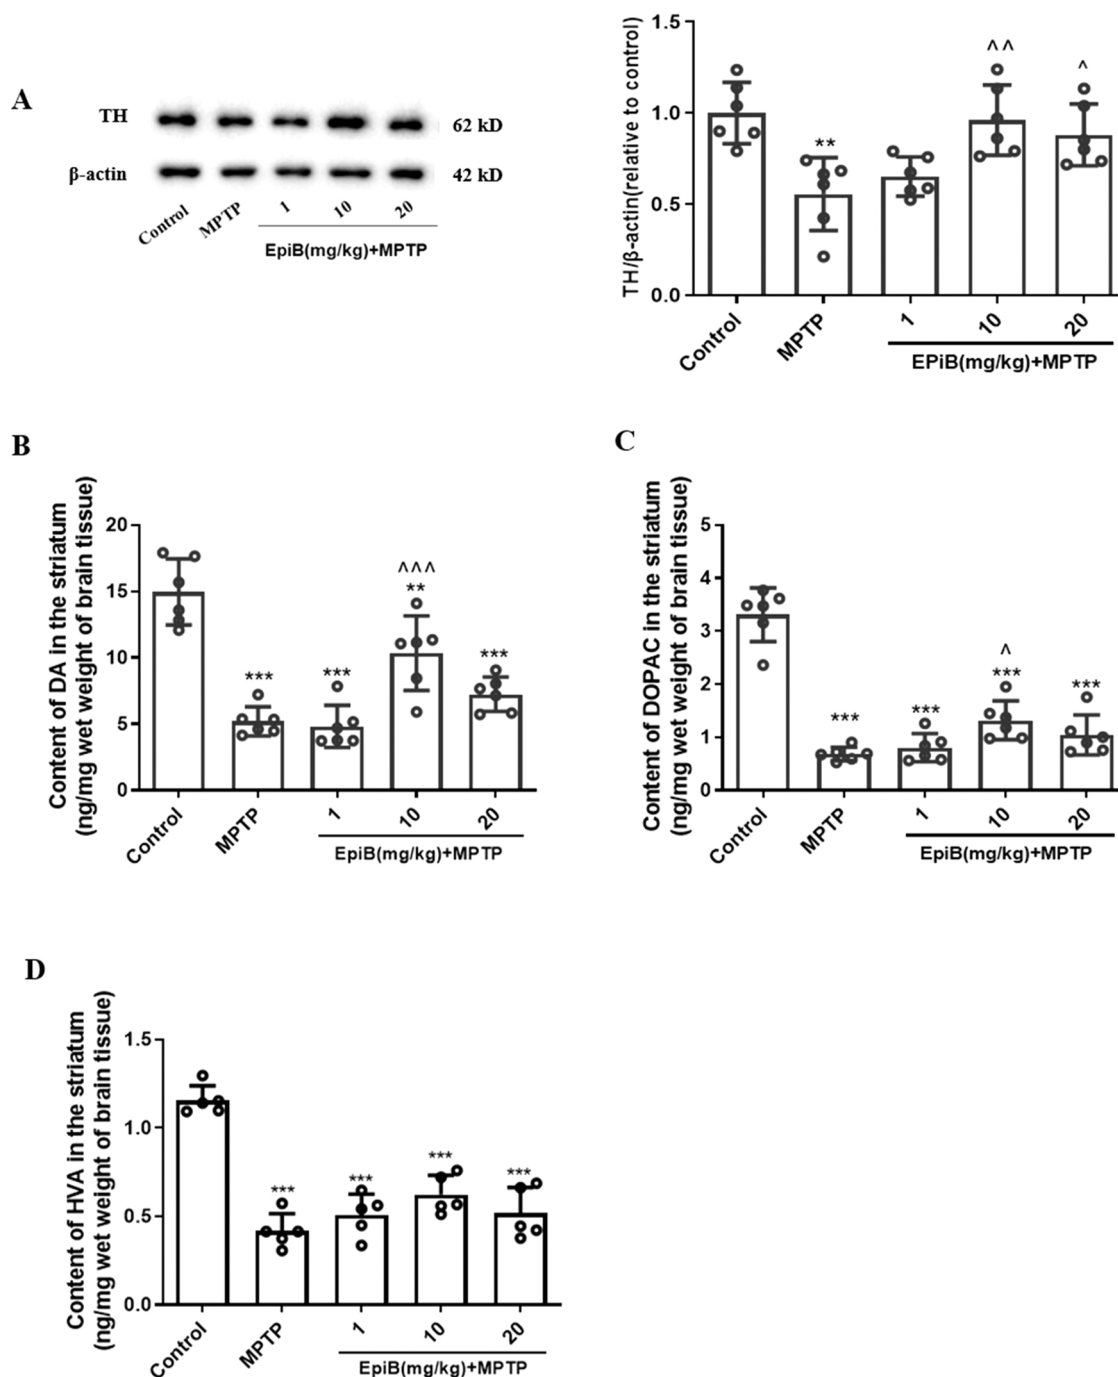 A
TH
62 kD
β-actin
42 kD
Control
MPTP
1
10
20
EpiB(mg/kg)+MPTP
TH/β-actin(relative to control)
1.5
1.0
0.5
0.0
**
^^
^
Control
MPTP
1
10
20
EPiB(mg/kg)+MPTP
B
Content of DA in the striatum
(ng/mg wet weight of brain tissue)
20
15
10
5
0
***
***
^^^
**
***
Control
MPTP
1
10
20
EpiB(mg/kg)+MPTP
C
Content of DOPAC in the striatum
(ng/mg wet weight of brain tissue)
5
4
3
2
1
0
***
***
^
***
***
Control
MPTP
1
10
20
EpiB(mg/kg)+MPTP
D
Content of HVA in the striatum
(ng/mg wet weight of brain tissue)
1.5
1.0
0.5
0.0
***
***
***
***
Control
MPTP
1
10
20
EpiB(mg/kg)+MPTP